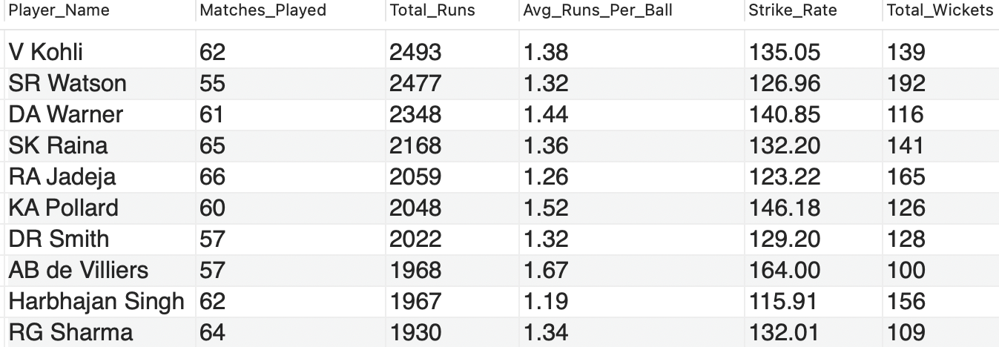 Player_Name Matches_Played Total_Runs Avg_Runs_Per_Ball Strike_Rate Total_Wickets
V Kohli 62 2493 1.38 135.05 139
SR Watson 55 2477 1.32 126.96 192
DA Warner 61 2348 1.44 140.85 116
SK Raina 65 2168 1.36 132.20 141
RA Jadeja 66 2059 1.26 123.22 165
KA Pollard 60 2048 1.52 146.18 126
DR Smith 57 2022 1.32 129.20 128
AB de Villiers 57 1968 1.67 164.00 100
Harbhajan Singh 62 1967 1.19 115.91 156
RG Sharma 64 1930 1.34 132.01 109